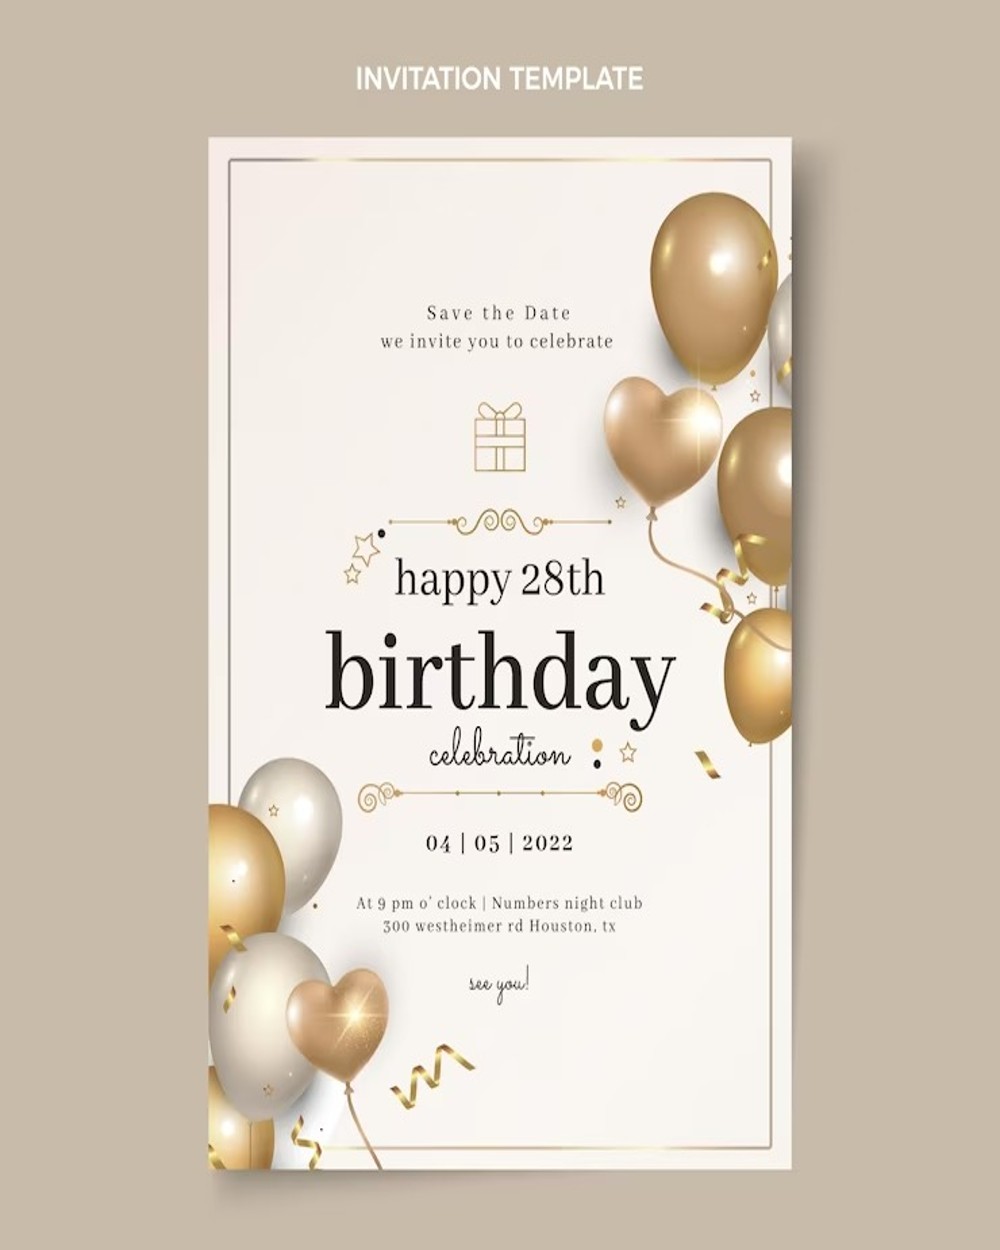 INVITATION TEMPLATE
Save the Date
we invite you to celebrate
happy 28th
birthday
celebration
04 | 05 | 2022
At 9 pm o' clock | Numbers night club
300 westheimer rd Houston, tx
see you!